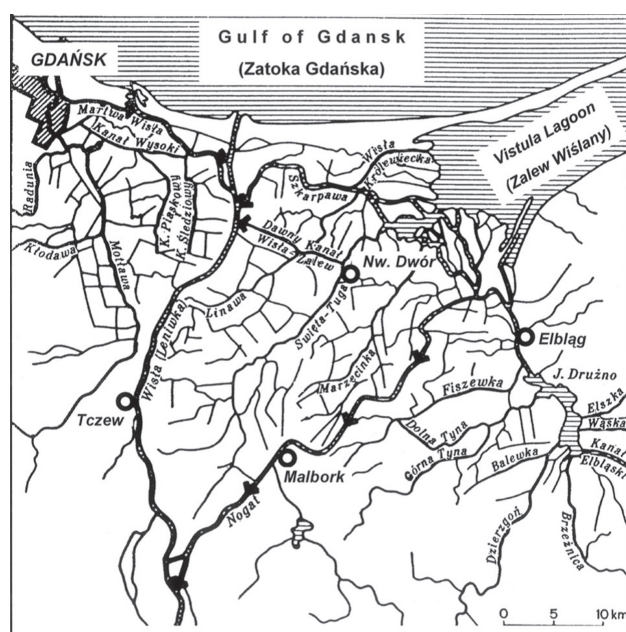 Gulf of Gdansk
(Zatoka Gdańska)
GDAŃSK
Vistula Lagoon
(Zalew Wiślany)
Martwa Wisła
Kanał Wysoki
Radunia
K. Piaskowy
K. Śledziowy
Kłodawa
Motława
Szkarpawa
Wisła
Królewiecka
Dawny Kanał
Wisła-Zalew
Nw. Dwór
Linawa
Święta-Tuga
Wisła (Leniwka)
Elbląg
J. Drużno
Marzęcinka
Fiszewka
Elszka
Wąska
Kanał
Elbląski
Tczew
Dolna Tyna
Górna Tyna
Balewka
Malbork
Nogat
Dzierzgoń
Brzeźnica
0 5 10 km